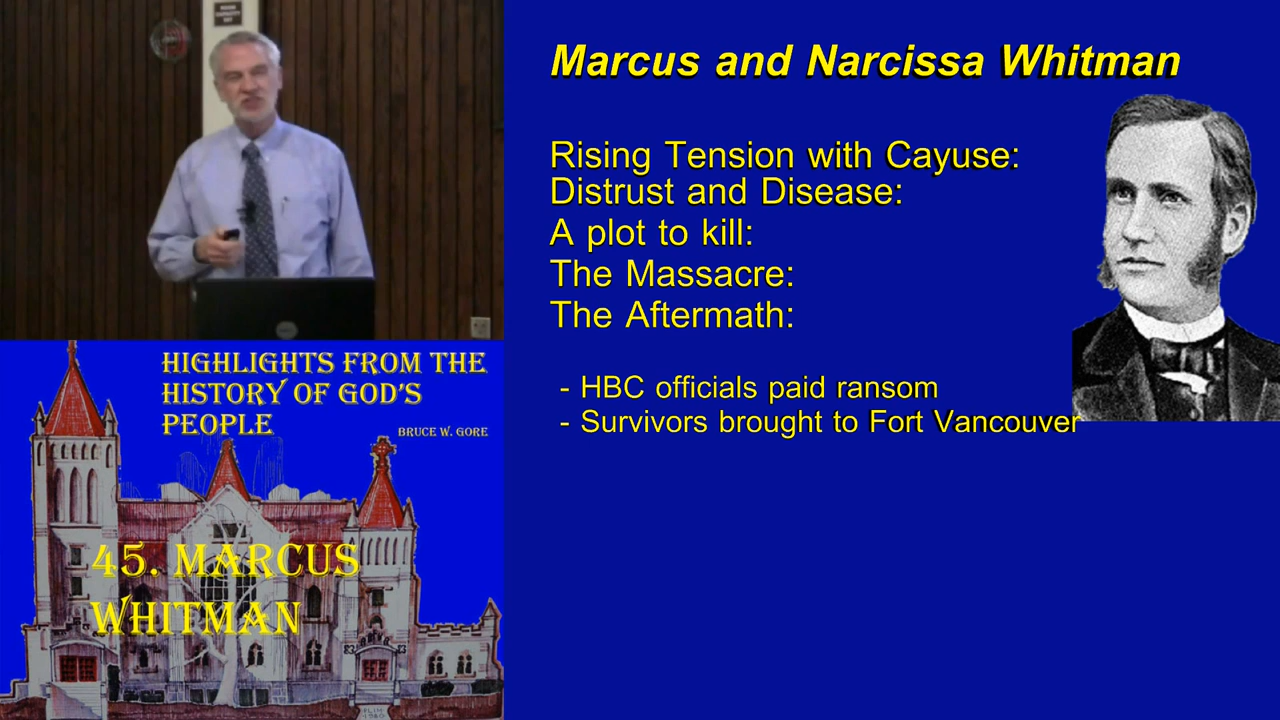 Marcus and Narcissa Whitman
Rising Tension with Cayuse:
Distrust and Disease:
A plot to kill:
The Massacre:
The Aftermath:
- HBC officials paid ransom
- Survivors brought to Fort Vancouver
HIGHLIGHTS FROM THE
HISTORY OF GOD'S
PEOPLE
BRUCE W. GORE
45. MARCUS
WHITMAN